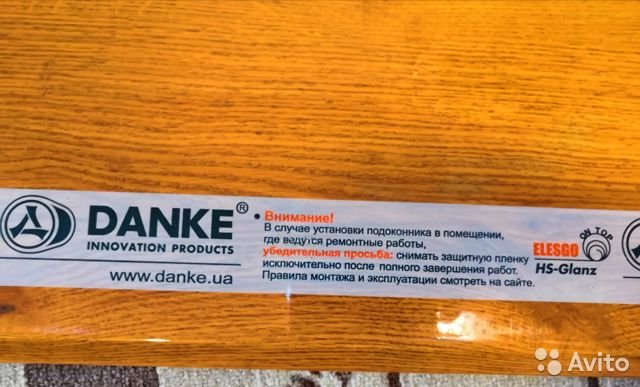 DANKE®
INNOVATION PRODUCTS
www.danke.ua
• Внимание!
В случае установки подоконника в помещении,
где ведутся ремонтные работы,
убедительная просьба: снимать защитную пленку
исключительно после полного завершения работ.
Правила монтажа и эксплуатации смотреть на сайте.
ELESGO
ON TOP
HS-Glanz
Avito